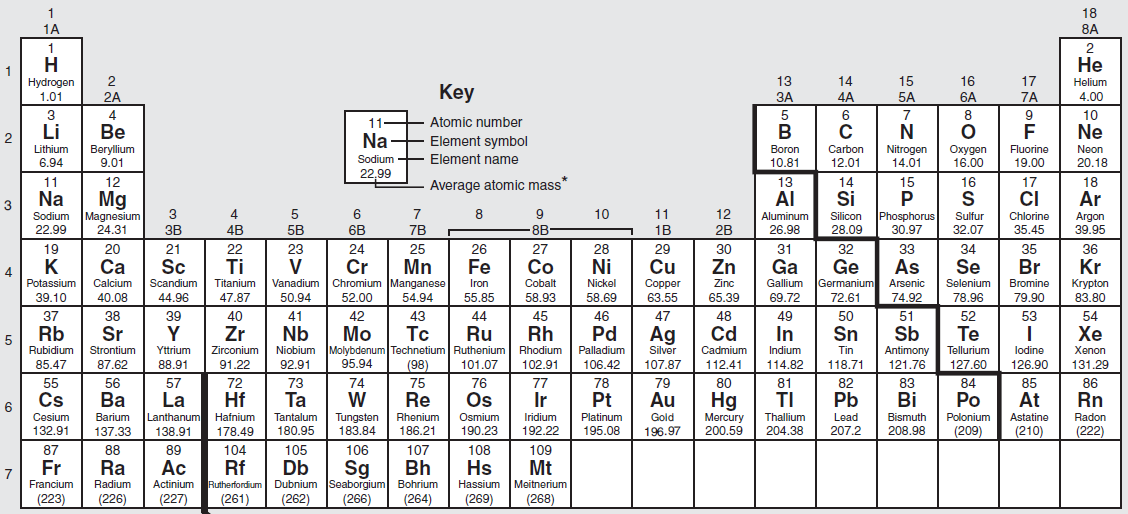 1 18
1A 8A
1 2
H He
Hydrogen 2 13 14 15 16 17 Helium
1.01 2A 3A 4A 5A 6A 7A 4.00
1
Key
3 4 5 6 7 8 9 10
Li Be B C N O F Ne
Lithium Beryllium Boron Carbon Nitrogen Oxygen Fluorine Neon
6.94 9.01 10.81 12.01 14.01 16.00 19.00 20.18
2
11 Atomic number
Na Element symbol
Sodium Element name
22.99 Average atomic mass*
11 12 13 14 15 16 17 18
Na Mg Al Si P S Cl Ar
Sodium Magnesium Aluminum Silicon Phosphorus Sulfur Chlorine Argon
22.99 24.31 26.98 28.09 30.97 32.07 35.45 39.95
3
3 4 5 6 7 8 9 10 11 12
3B 4B 5B 6B 7B 8B 1B 2B
19 20 21 22 23 24 25 26 27 28 29 30 31 32 33 34 35 36
4 K Ca Sc Ti V Cr Mn Fe Co Ni Cu Zn Ga Ge As Se Br Kr
Potassium Calcium Scandium Titanium Vanadium Chromium Manganese Iron Cobalt Nickel Copper Zinc Gallium Germanium Arsenic Selenium Bromine Krypton
39.10 40.08 44.96 47.87 50.94 52.00 54.94 55.85 58.93 58.69 63.55 65.39 69.72 72.61 74.92 78.96 79.90 83.80
37 38 39 40 41 42 43 44 45 46 47 48 49 50 51 52 53 54
5 Rb Sr Y Zr Nb Mo Tc Ru Rh Pd Ag Cd In Sn Sb Te I Xe
Rubidium Strontium Yttrium Zirconium Niobium Molybdenum Technetium Ruthenium Rhodium Palladium Silver Cadmium Indium Tin Antimony Tellurium Iodine Xenon
85.47 87.62 88.91 91.22 92.91 95.94 (98) 101.07 102.91 106.42 107.87 112.41 114.82 118.71 121.76 127.60 126.90 131.29
55 56 57 72 73 74 75 76 77 78 79 80 81 82 83 84 85 86
6 Cs Ba La Hf Ta W Re Os Ir Pt Au Hg Tl Pb Bi Po At Rn
Cesium Barium Lanthanum Hafnium Tantalum Tungsten Rhenium Osmium Iridium Platinum Gold Mercury Thallium Lead Bismuth Polonium Astatine Radon
132.91 137.33 138.91 178.49 180.95 183.84 186.21 190.23 192.22 195.08 196.97 200.59 204.38 207.2 208.98 (209) (210) (222)
87 88 89 104 105 106 107 108 109
7 Fr Ra Ac Rf Db Sg Bh Hs Mt
Francium Radium Actinium Rutherfordium Dubnium Seaborgium Bohrium Hassium Meitnerium
(223) (226) (227) (261) (262) (266) (264) (269) (268)